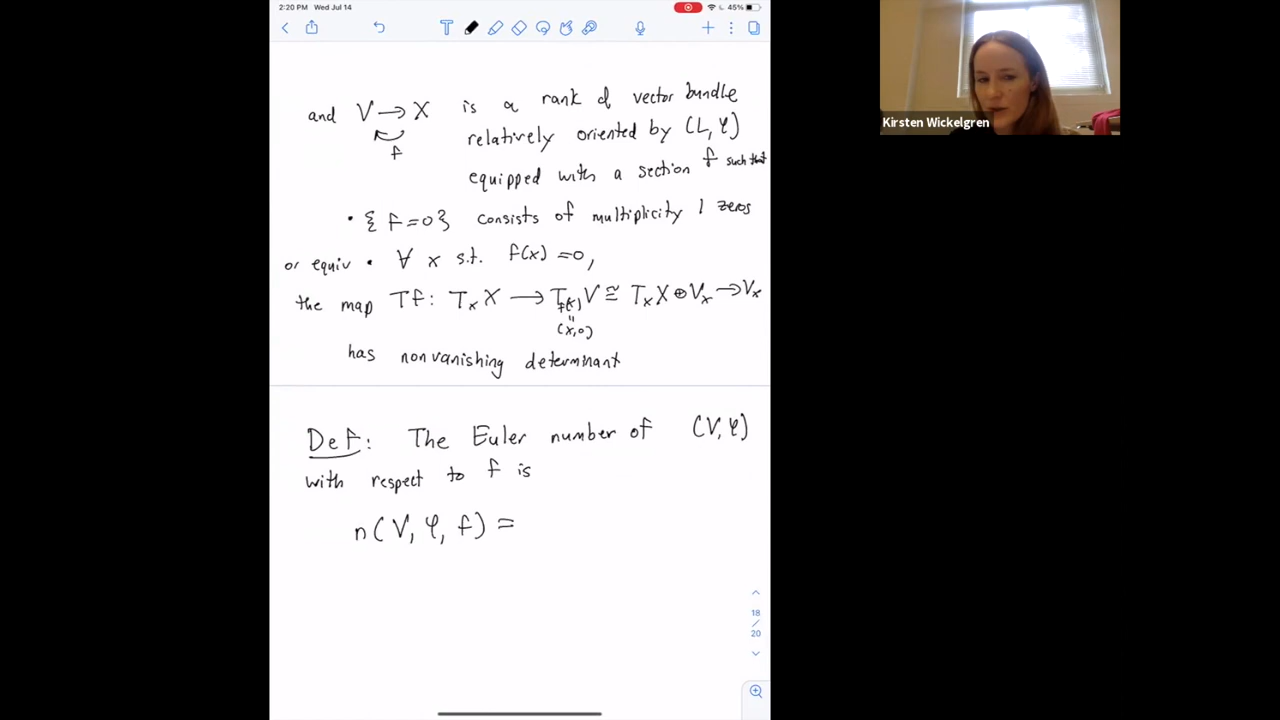 2:20 PM Wed Jul 14
45%
Kirsten Wickelgren
and V → X is a rank d vector bundle
f
relatively oriented by (L, φ)
equipped with a section f such that
• { f = 0 } consists of multiplicity 1 zeros
or equiv • ∀ x s.t. f(x) = 0,
the map Tf: TₓX → T_f(x) V ≅ TₓX ⊕ Vₓ → Vₓ
"
(x,0)
has nonvanishing determinant
Def: The Euler number of (V, φ)
with respect to f is
n(V, φ, f) =
18
/
20